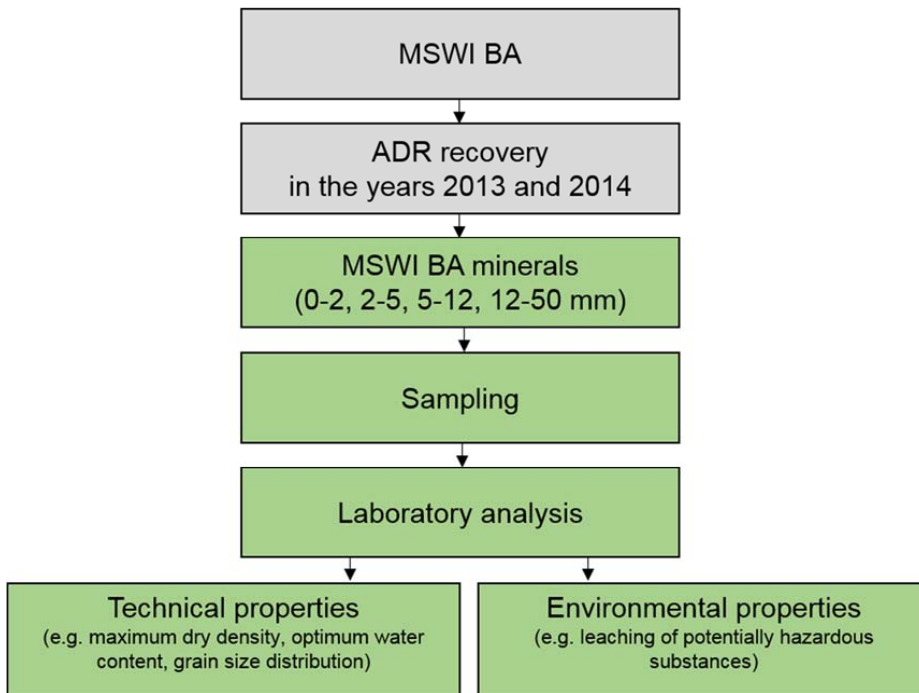 MSWI BA
ADR recovery
in the years 2013 and 2014
MSWI BA minerals
(0-2, 2-5, 5-12, 12-50 mm)
Sampling
Laboratory analysis
Technical properties
(e.g. maximum dry density, optimum water
content, grain size distribution)
Environmental properties
(e.g. leaching of potentially hazardous
substances)